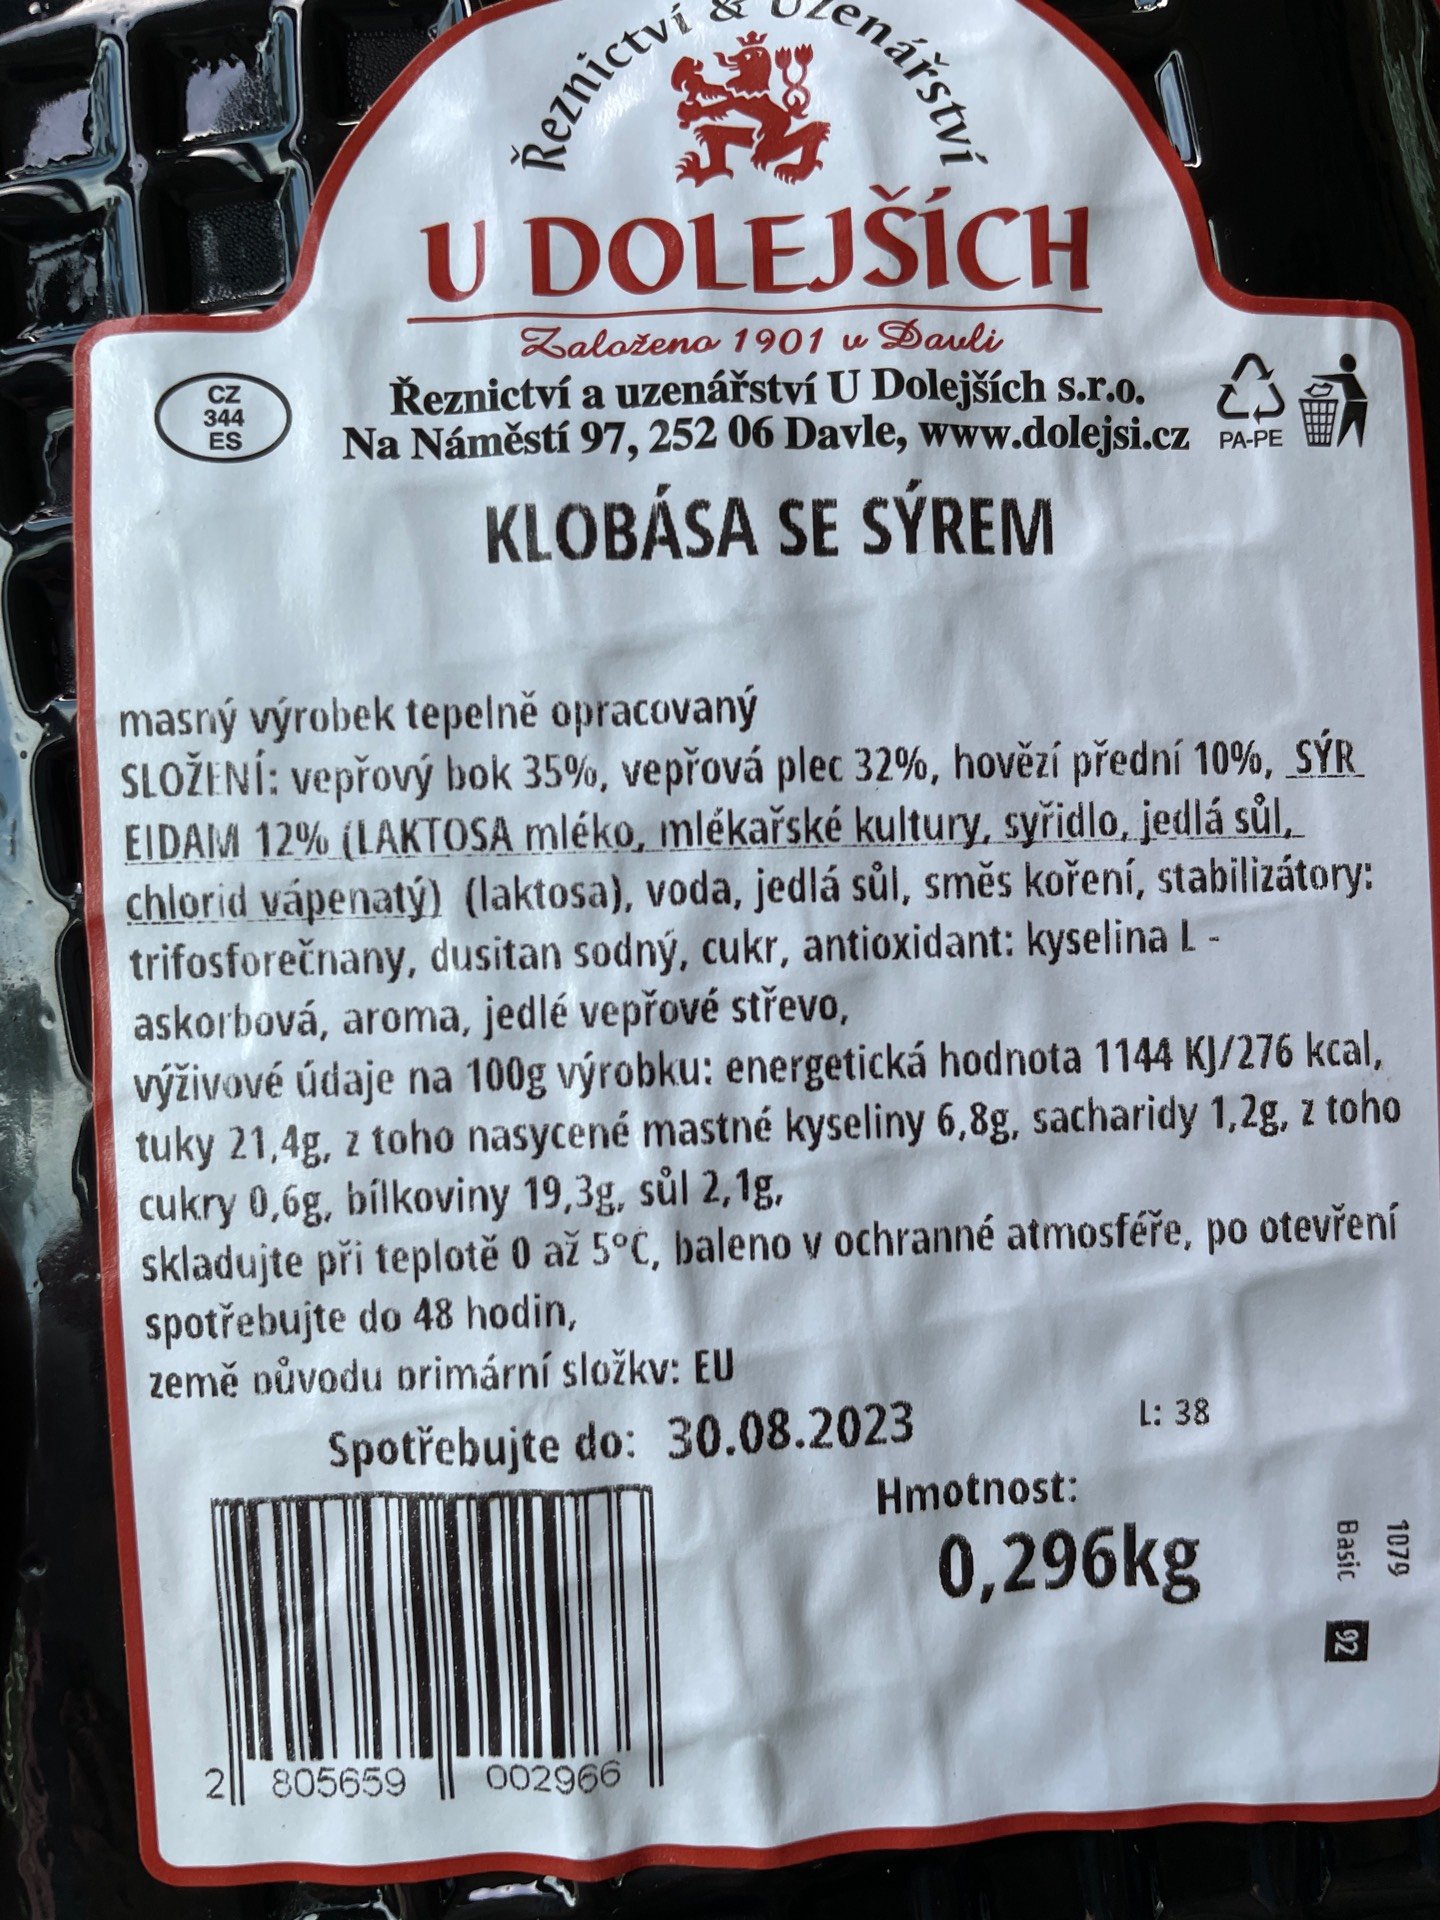 Řeznictví & Uzenářství
U DOLEJŠÍCH
Založeno 1901 v Davli
CZ
344
ES
Řeznictví a uzenářství U Dolejších s.r.o.
Na Náměstí 97, 252 06 Davle, www.dolejsi.cz
PA-PE
KLOBÁSA SE SÝREM
masný výrobek tepelně opracovaný
SLOŽENÍ: vepřový bok 35%, vepřová plec 32%, hovězí přední 10%, SÝR
EIDAM 12% (LAKTOSA mléko, mlékařské kultury, syřidlo, jedlá sůl,
chlorid vápenatý) (laktosa), voda, jedlá sůl, směs koření, stabilizátory:
trifosforečnany, dusitan sodný, cukr, antioxidant: kyselina L -
askorbová, aroma, jedlé vepřové střevo,
výživové údaje na 100g výrobku: energetická hodnota 1144 KJ/276 kcal,
tuky 21,4g, z toho nasycené mastné kyseliny 6,8g, sacharidy 1,2g, z toho
cukry 0,6g, bílkoviny 19,3g, sůl 2,1g,
skladujte při teplotě 0 až 5°C, baleno v ochranné atmosféře, po otevření
spotřebujte do 48 hodin,
země původu primární složky: EU
Spotřebujte do: 30.08.2023
L: 38
Hmotnost:
0,296kg
1079
Basic 92
2 805659 002966